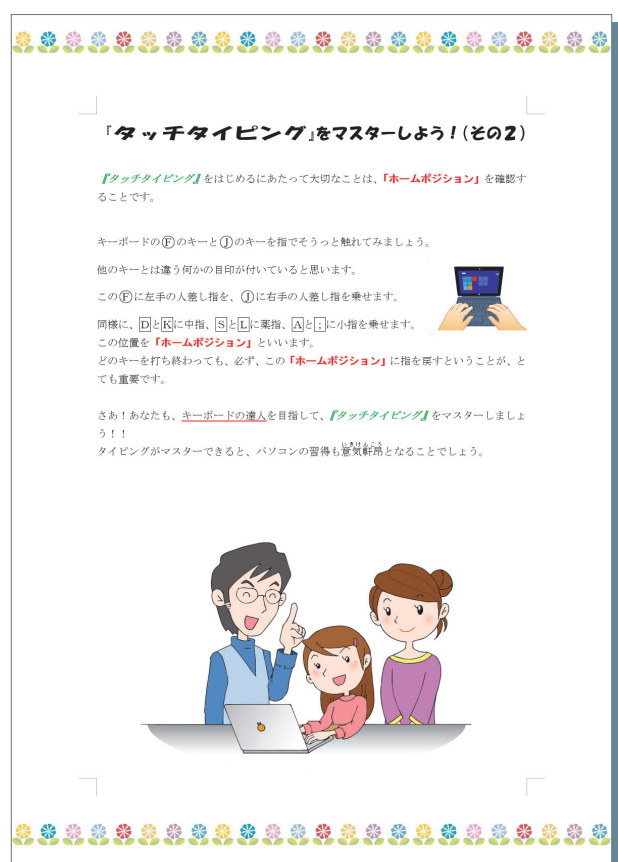 『タッチタイピング』をマスターしよう！(その２)
『タッチタイピング』をはじめるにあたって大切なことは、「ホームポジション」を確認す
ることです。
キーボードのⒻのキーとⒿのキーを指でそうっと触れてみましょう。
他のキーとは違う何かの目印が付いていると思います。
このⒻに左手の人差し指を、Ⓙに右手の人差し指を乗せます。
同様に、DとKに中指、SとLに薬指、Aと;に小指を乗せます。
この位置を「ホームポジション」といいます。
どのキーを打ち終わっても、必ず、この「ホームポジション」に指を戻すということが、と
ても重要です。
さあ！あなたも、キーボードの達人を目指して、『タッチタイピング』をマスターしましょ
う！！
いきけんこう
タイピングがマスターできると、パソコンの習得も意気軒昂となることでしょう。